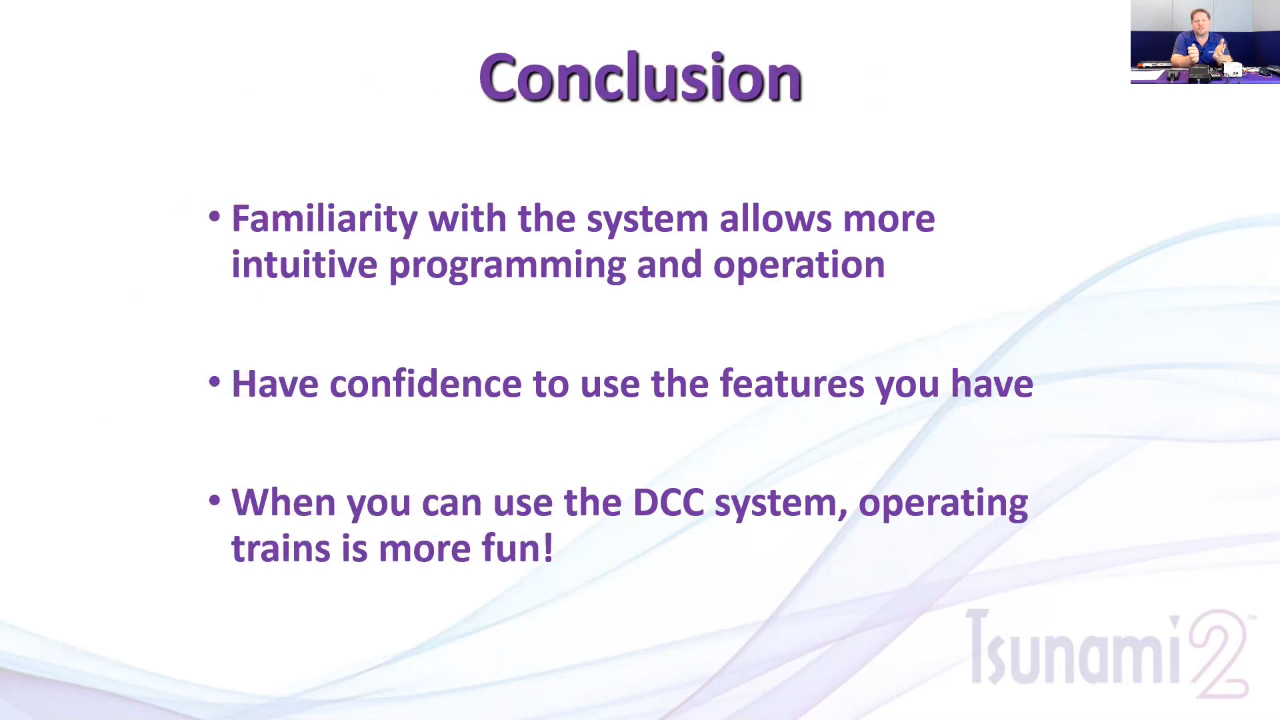 Conclusion
• Familiarity with the system allows more
intuitive programming and operation
• Have confidence to use the features you have
• When you can use the DCC system, operating
trains is more fun!
Tsunami2™